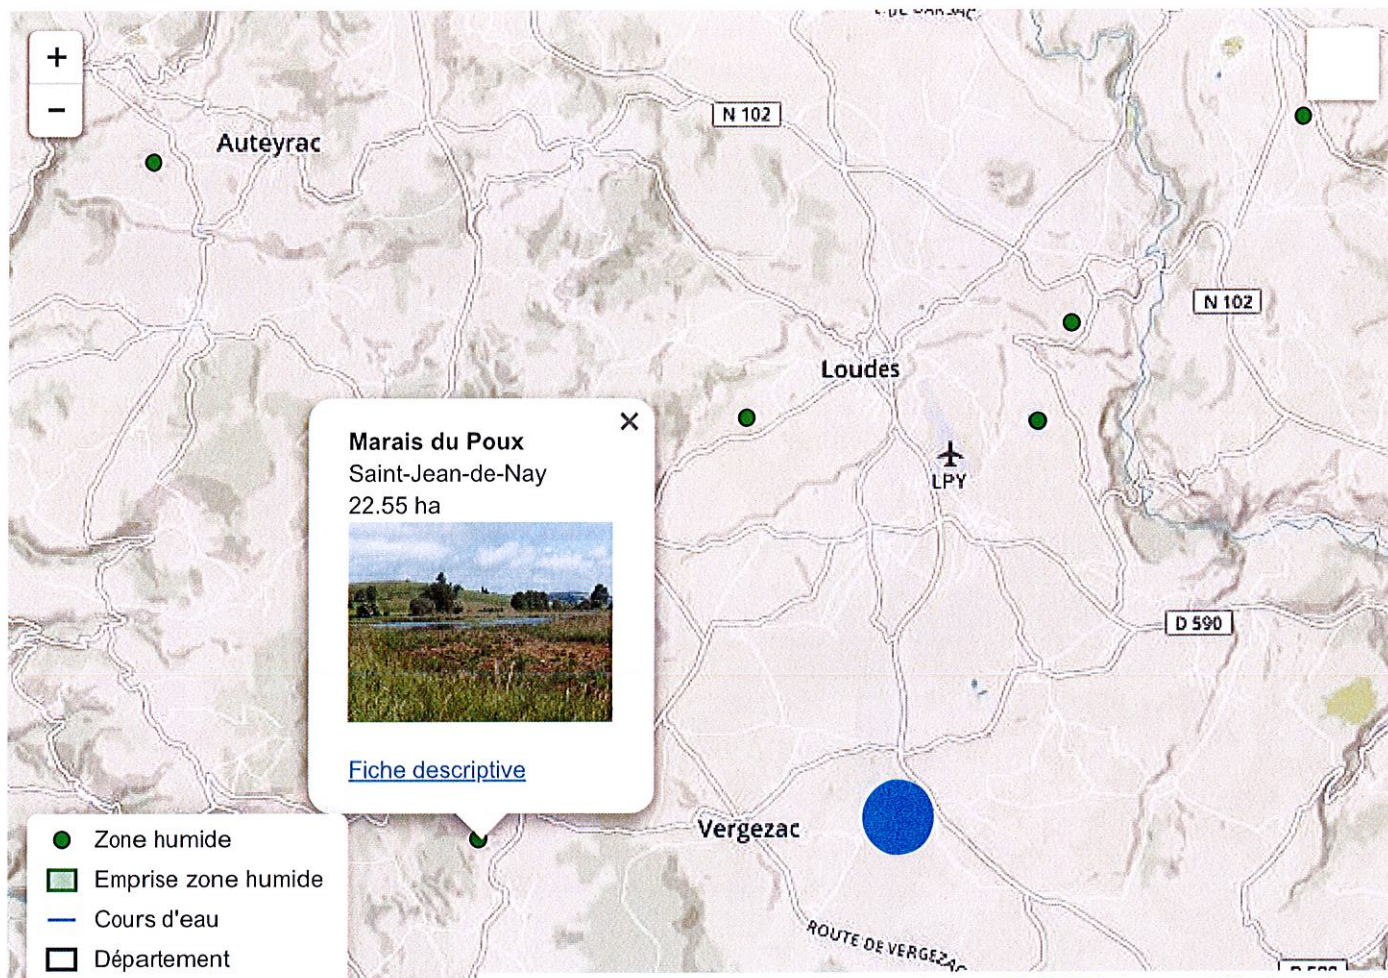 +
−
Auteyrac
N 102
N 102
Loudes
LPY
Marais du Poux
Saint-Jean-de-Nay
22.55 ha
Fiche descriptive
D 590
Vergezac
ROUTE DE VERGEZAC
Zone humide
Emprise zone humide
Cours d'eau
Département